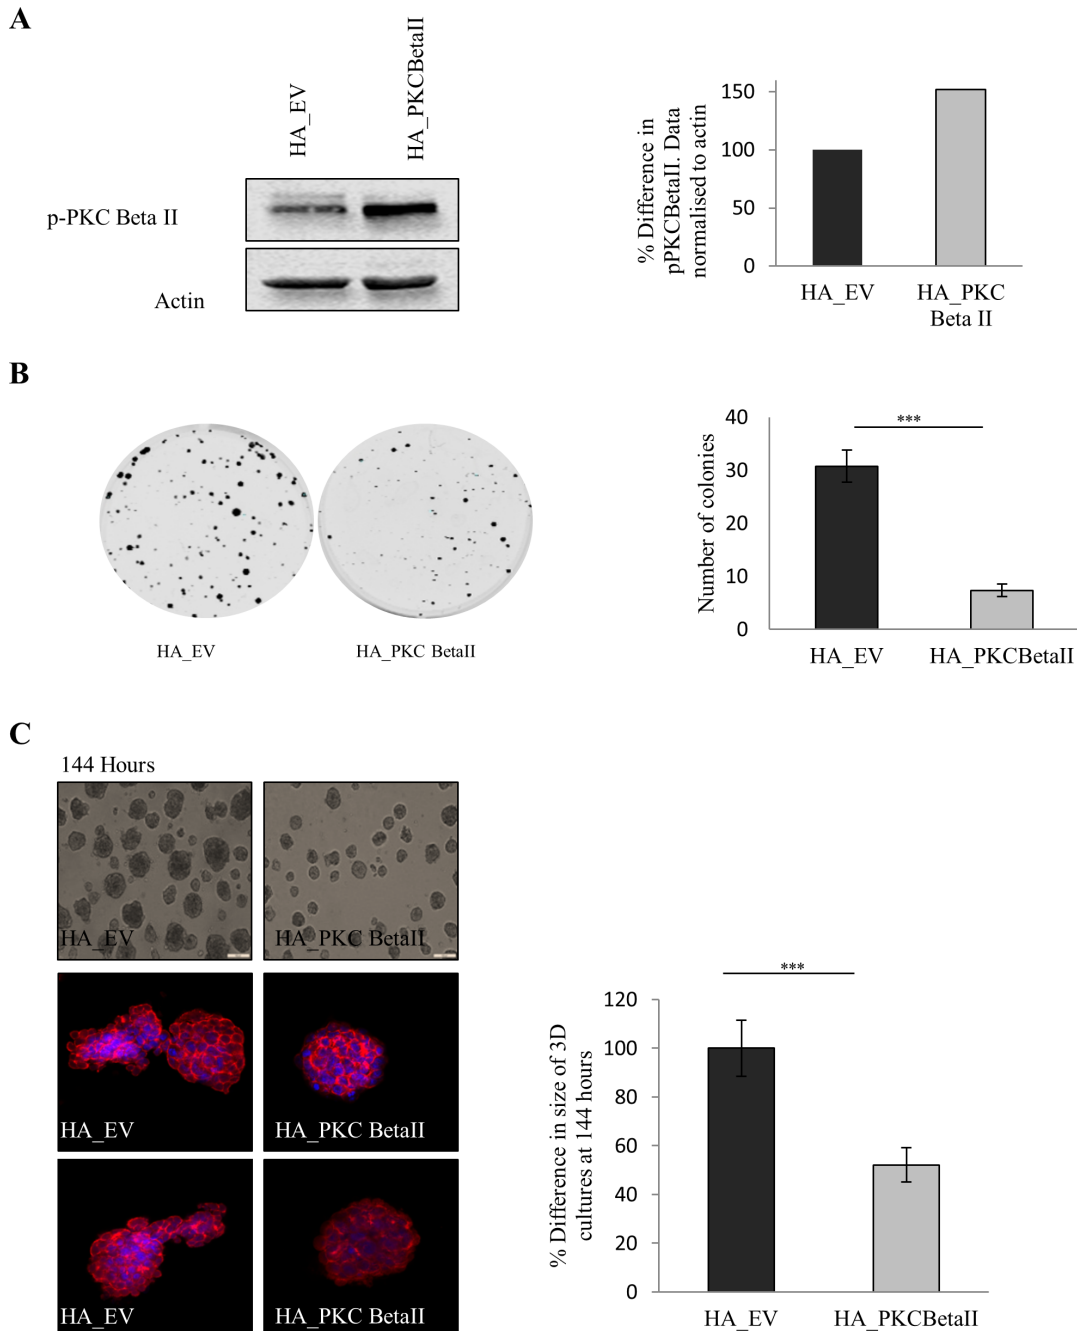 A
HA_EV
HA_PKCBetaII
p-PKC Beta II
Actin
% Difference in
pPKCBetaII. Data
normalised to actin
150
100
50
0
HA_EV
HA_PKC
Beta II
B
HA_EV
HA_PKC BetaII
Number of colonies
40
30
20
10
0
***
HA_EV
HA_PKCBetaII
C
144 Hours
HA_EV
HA_PKC BetaII
HA_EV
HA_PKC BetaII
HA_EV
HA_PKC BetaII
% Difference in size of 3D
cultures at 144 hours
***
120
100
80
60
40
20
0
HA_EV
HA_PKCBetaII